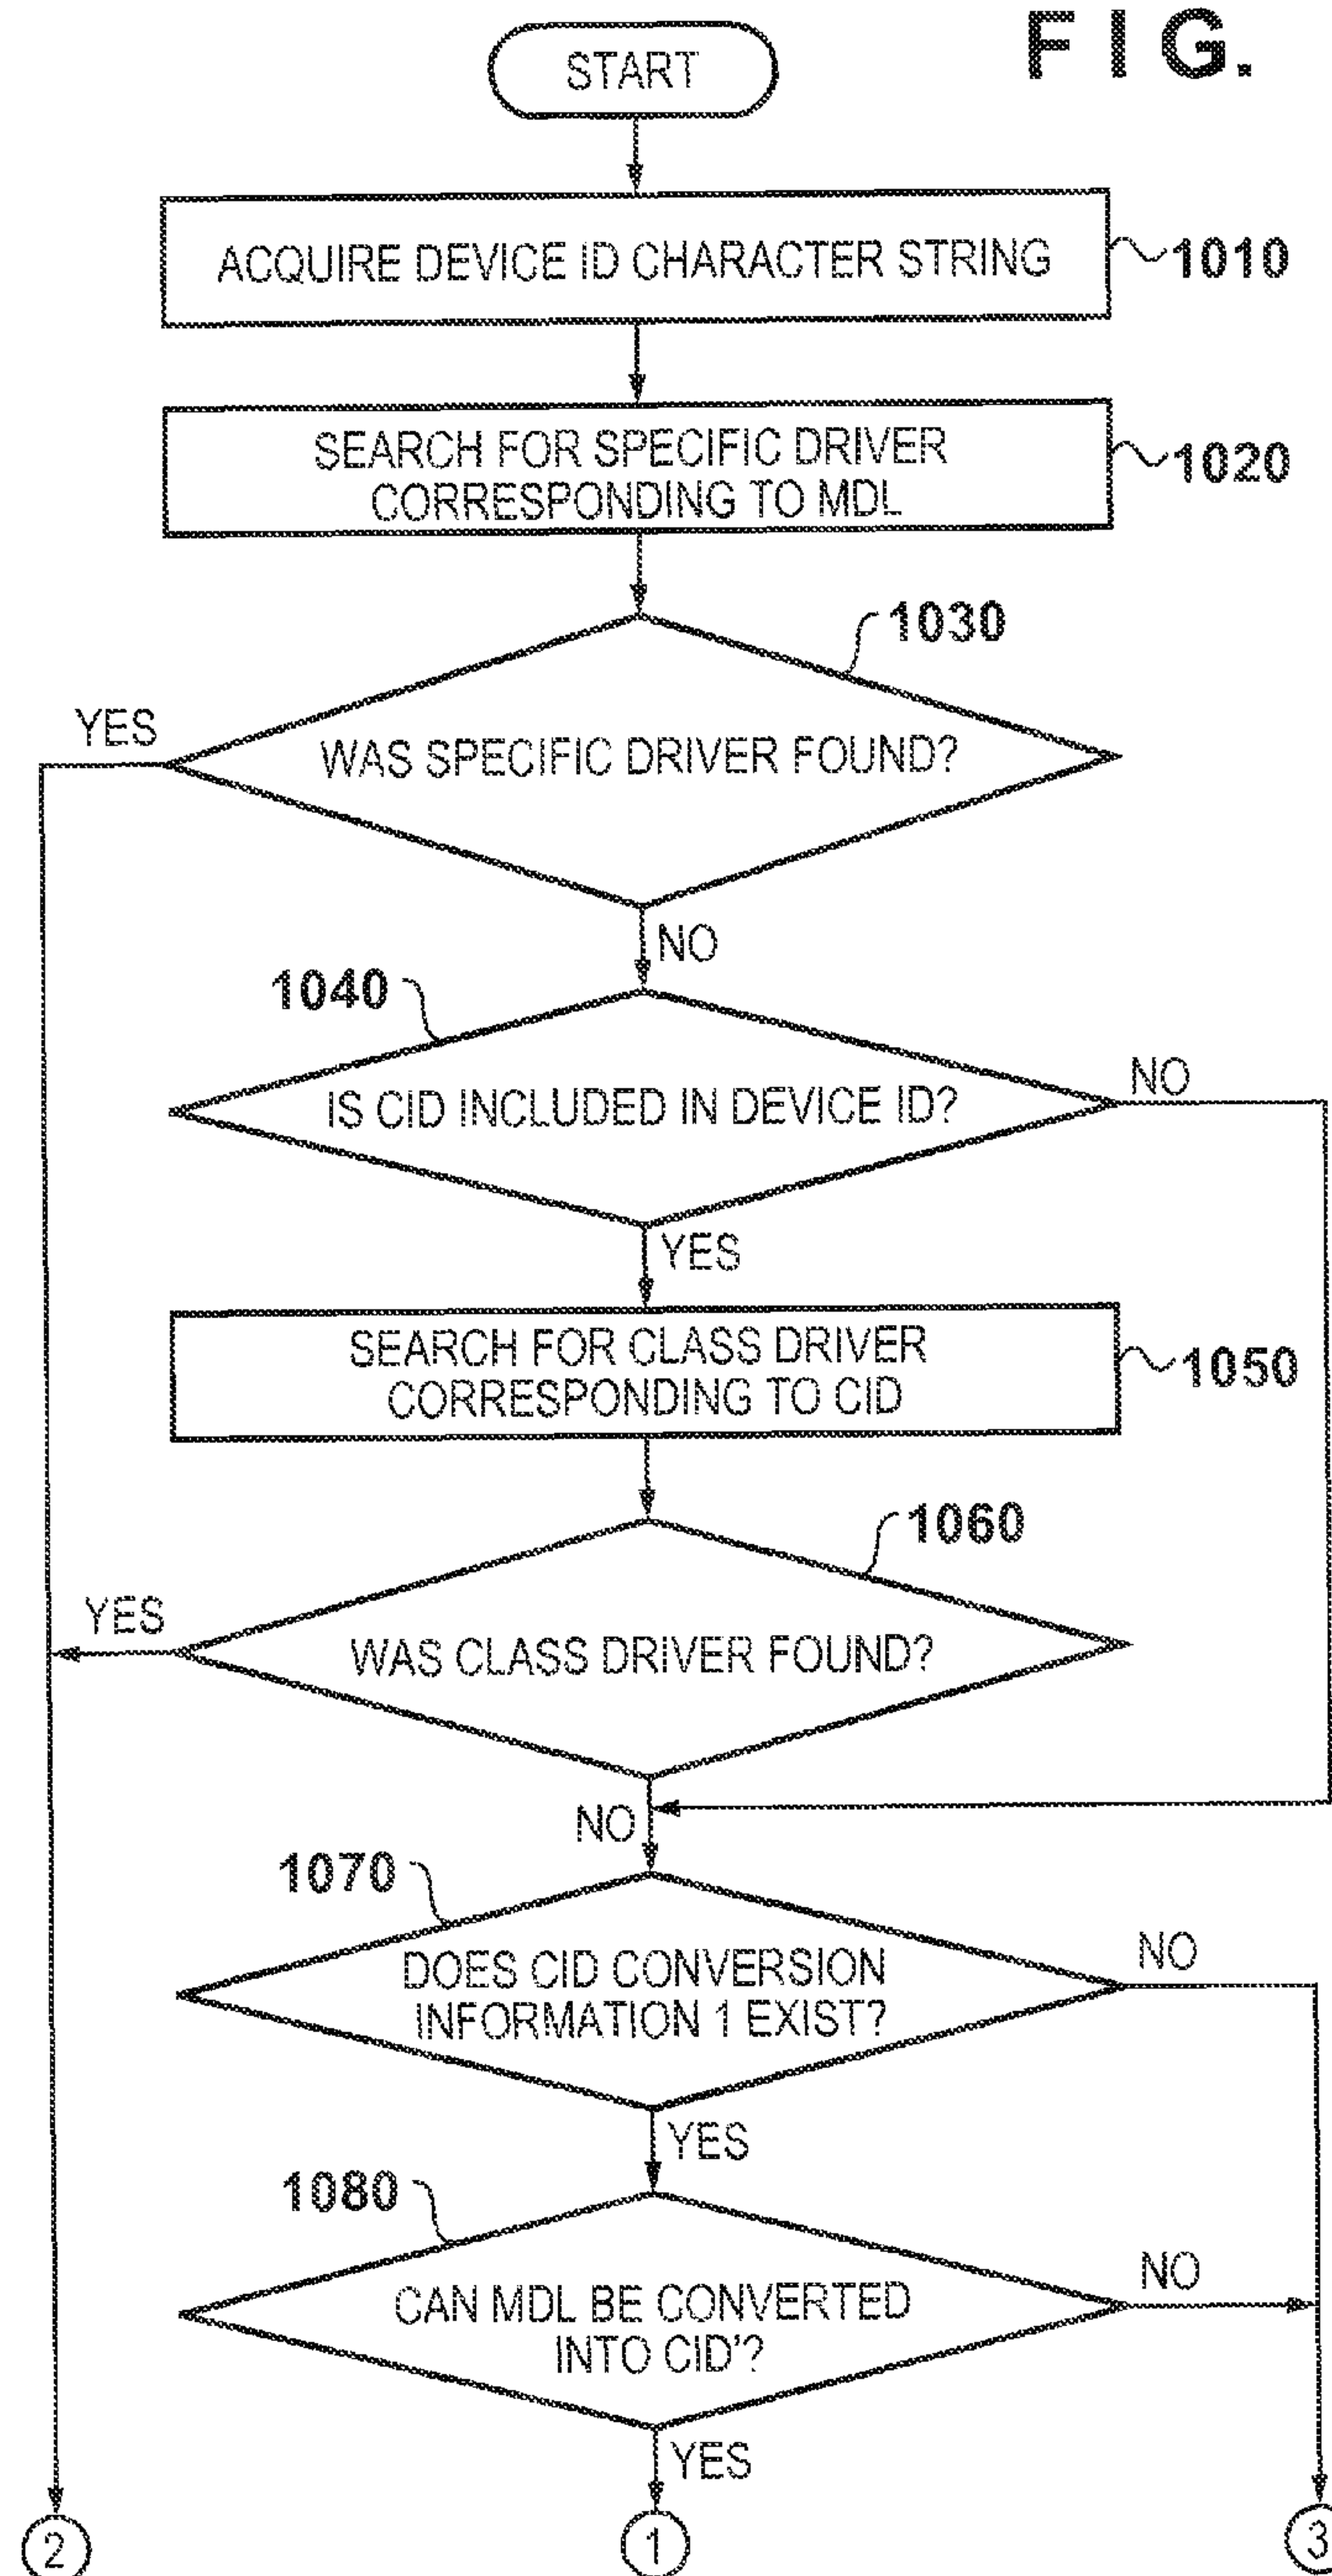 FIG.
START
ACQUIRE DEVICE ID CHARACTER STRING
1010
SEARCH FOR SPECIFIC DRIVER
CORRESPONDING TO MDL
1020
1030
YES
WAS SPECIFIC DRIVER FOUND?
NO
1040
IS CID INCLUDED IN DEVICE ID?
NO
YES
SEARCH FOR CLASS DRIVER
CORRESPONDING TO CID
1050
1060
YES
WAS CLASS DRIVER FOUND?
NO
1070
DOES CID CONVERSION
INFORMATION 1 EXIST?
NO
YES
1080
CAN MDL BE CONVERTED
INTO CID'?
NO
YES
2
1
3